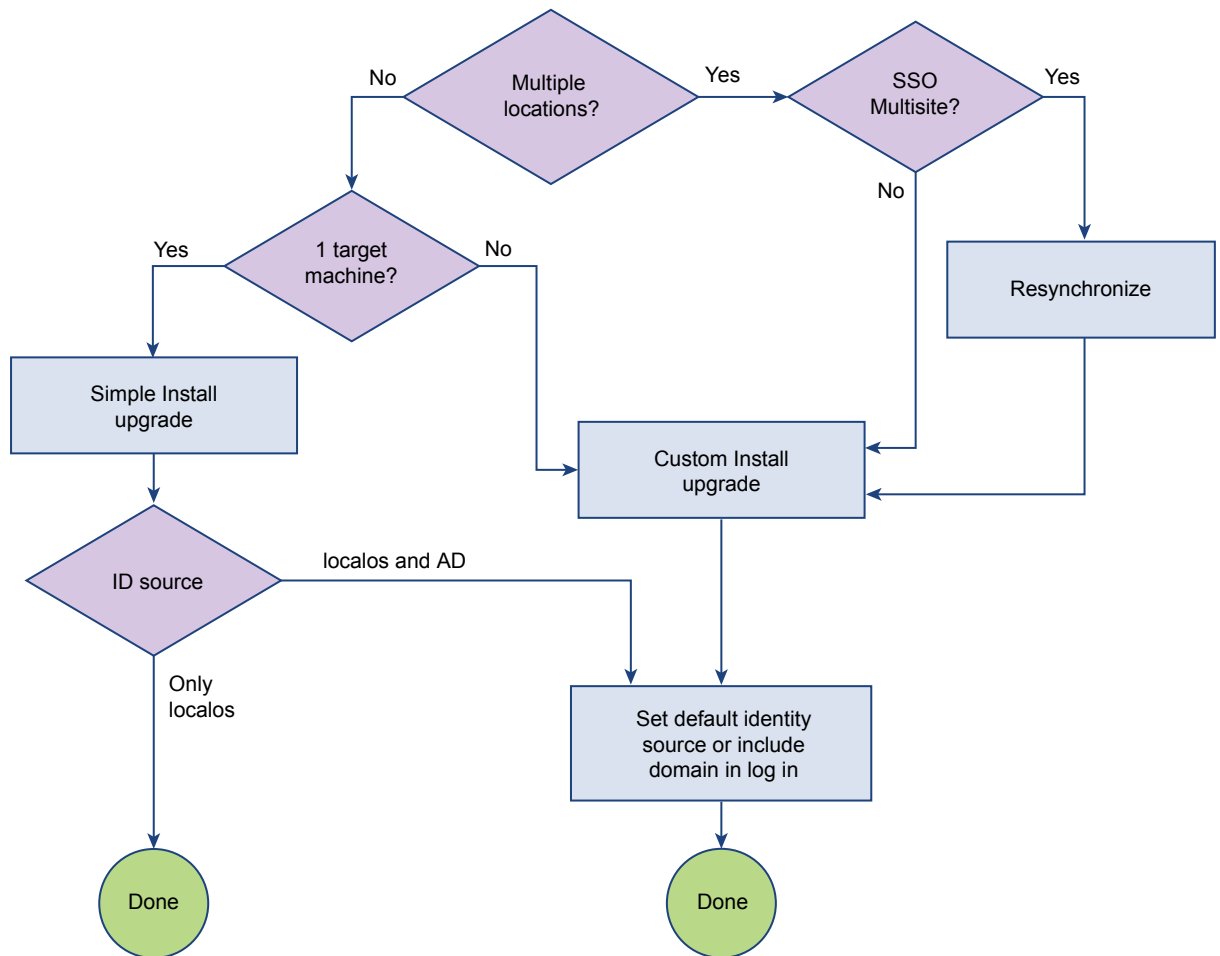 No
Multiple
locations?
Yes
SSO
Multisite?
Yes
No
Yes
1 target
machine?
No
Resynchronize
Simple Install
upgrade
Custom Install
upgrade
ID source
localos and AD
Only
localos
Set default identity
source or include
domain in log in
Done
Done